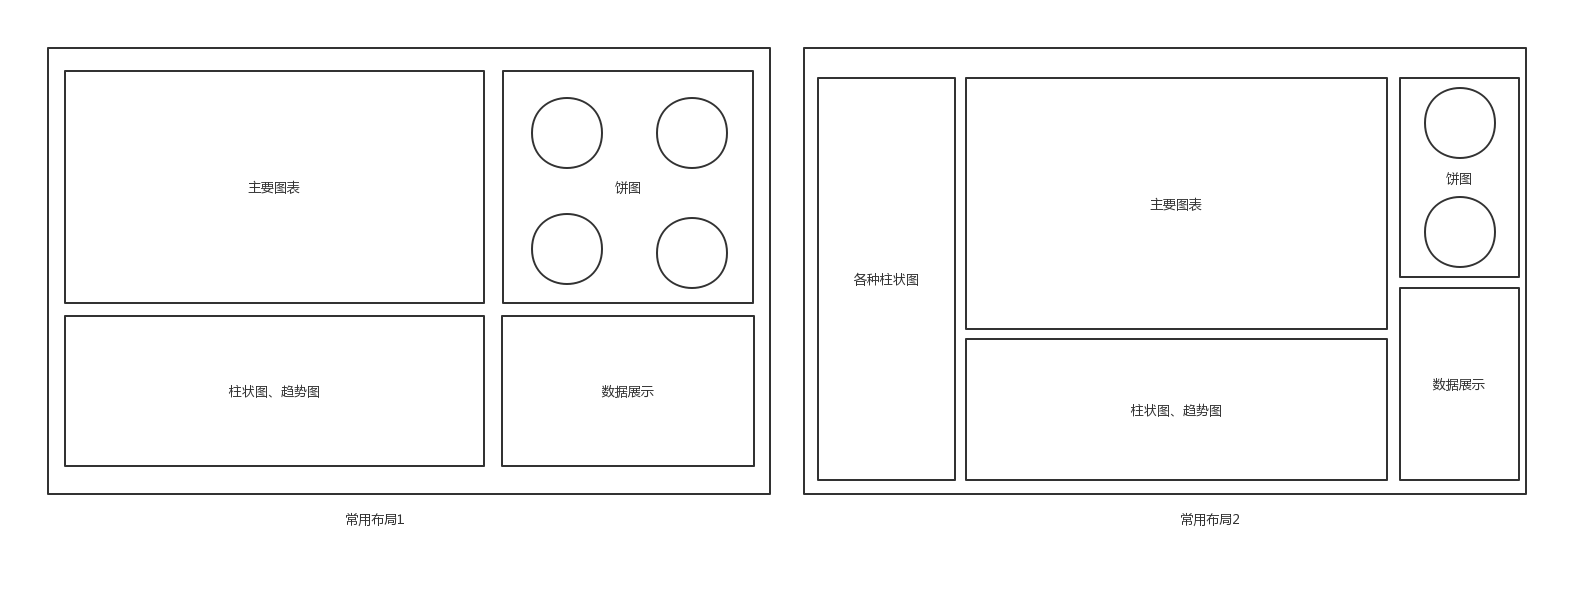 主要图表
饼图
柱状图、趋势图
数据展示
常用布局1
各种柱状图
主要图表
饼图
柱状图、趋势图
数据展示
常用布局2